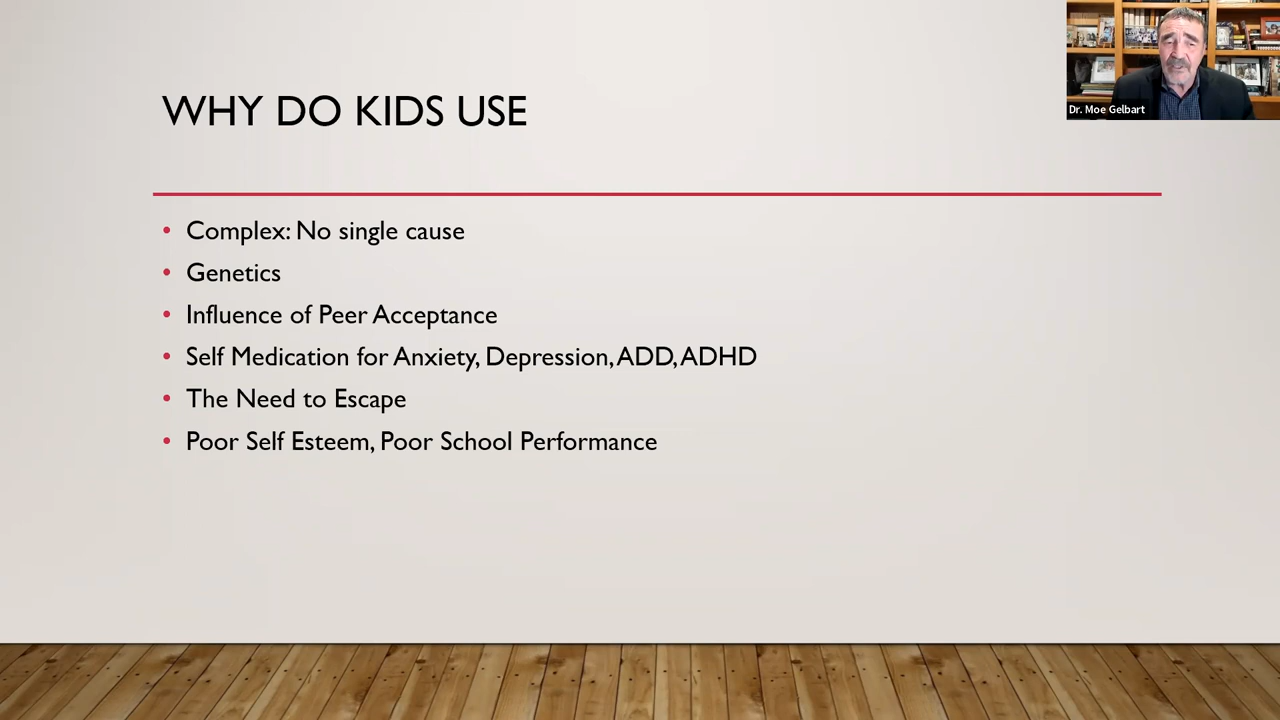 WHY DO KIDS USE
Dr. Moe Gelbart
Complex: No single cause
Genetics
Influence of Peer Acceptance
Self Medication for Anxiety, Depression, ADD, ADHD
The Need to Escape
Poor Self Esteem, Poor School Performance